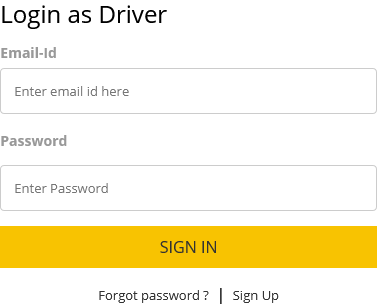 Login as Driver
Email-Id
Enter email id here
Password
Enter Password
SIGN IN
Forgot password ? | Sign Up